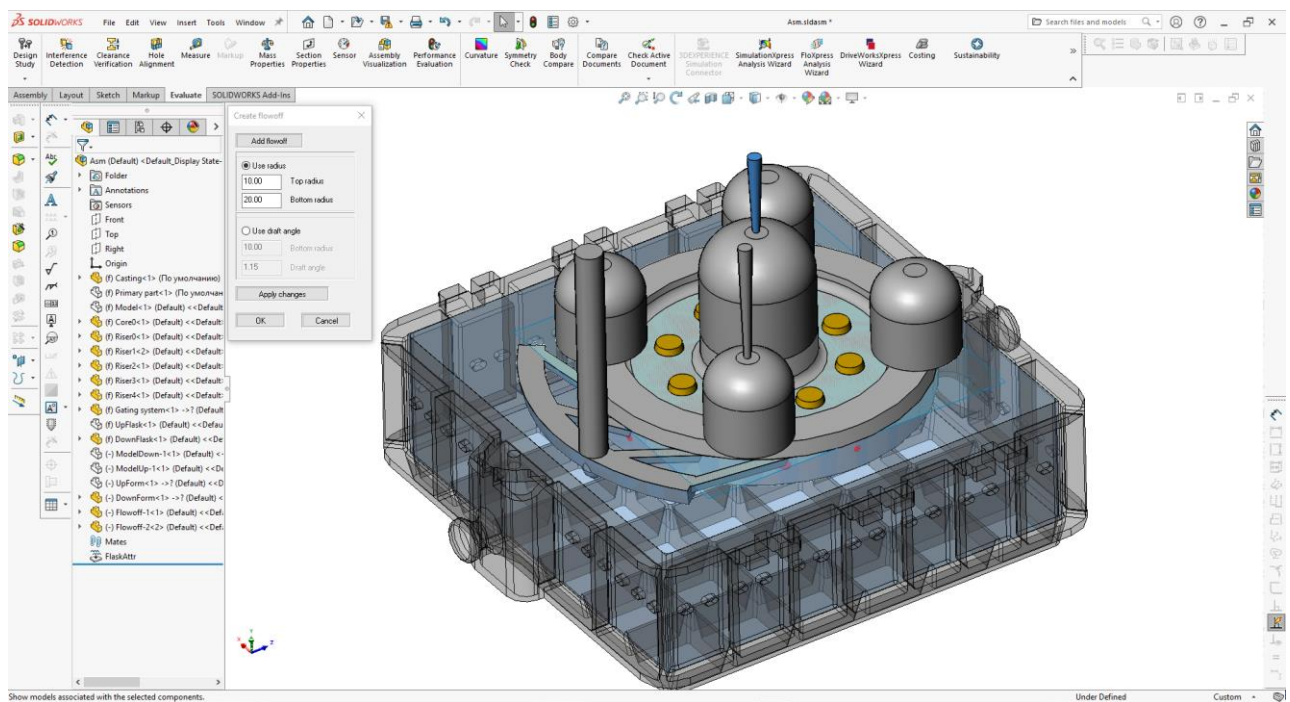 SOLIDWORKS File Edit View Insert Tools Window
Asm.sldasm *
Search files and models
Design Study
Interference Detection
Clearance Verification
Hole Alignment
Measure
Markup
Mass Properties
Section Properties
Sensor
Assembly Visualization
Performance Evaluation
Curvature
Symmetry Check
Body Compare
Compare Documents
Check Active Document
3DEXPERIENCE Simulation Connector
SimulationXpress Analysis Wizard
FloXpress Analysis Wizard
DriveWorksXpress Wizard
Costing
Sustainability
Assembly Layout Sketch Markup Evaluate SOLIDWORKS Add-Ins
Asm (Default) <Default_Display State-
Folder
Annotations
Sensors
Front
Top
Right
Origin
(f) Casting<1> (По умолчанию)
(f) Primary part<1> (По умолчан
(f) Model<1> (Default) <<Default
(f) Core0<1> (Default) <<Default:
(f) Riser0<1> (Default) <<Default:
(f) Riser1<2> (Default) <<Default:
(f) Riser2<1> (Default) <<Default:
(f) Riser3<1> (Default) <<Default:
(f) Riser4<1> (Default) <<Default:
(f) Gating system<1> ->? (Default
(f) UpFlask<1> (Default) <<Defau
(f) DownFlask<1> (Default) <<De
(-) ModelDown-1<1> (Default) <-
(-) ModelUp-1<1> (Default) <<De
(-) UpForm<1> ->? (Default) <<D
(-) DownForm<1> ->? (Default) <
(-) Flowoff-1<1> (Default) <<Def.
(-) Flowoff-2<2> (Default) <<Def.
Mates
FlaskAttr
Create flowoff
Add flowoff
Use radius
10.00 Top radius
20.00 Bottom radius
Use draft angle
10.00 Bottom radius
1.15 Draft angle
Apply changes
OK Cancel
Show models associated with the selected components.
Under Defined
Custom